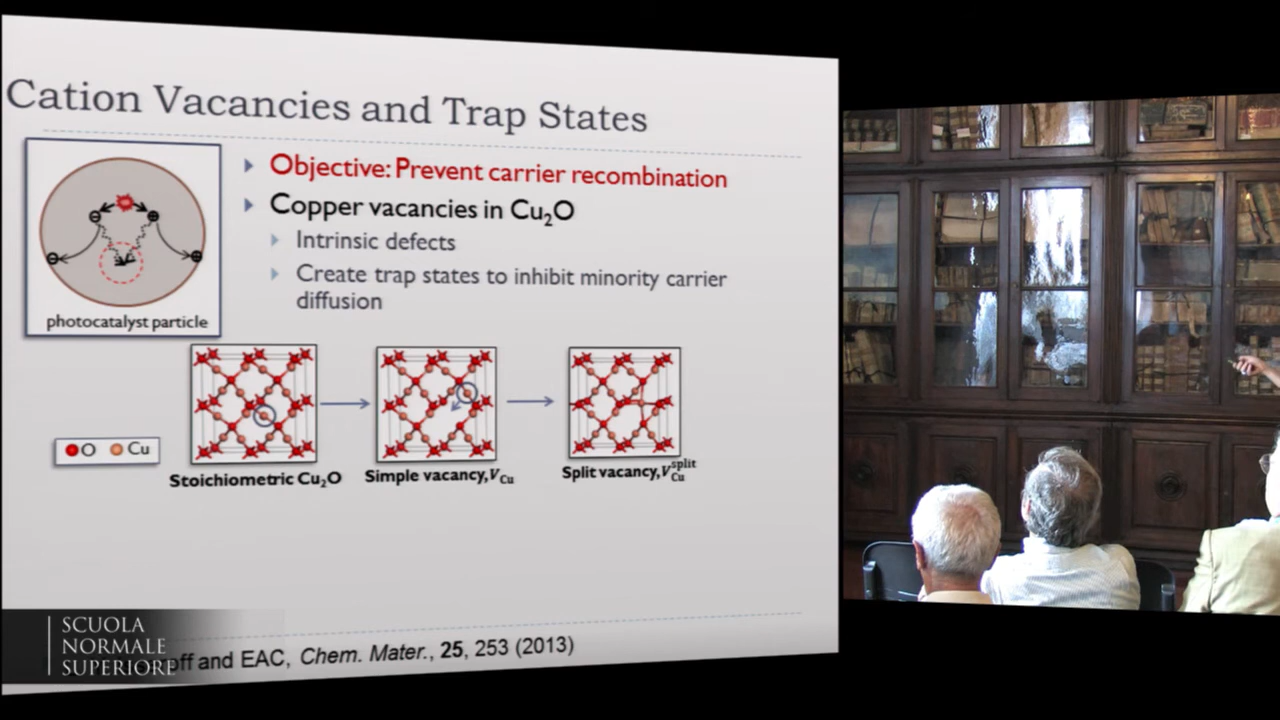 Cation Vacancies and Trap States
Objective: Prevent carrier recombination
Copper vacancies in Cu₂O
Intrinsic defects
Create trap states to inhibit minority carrier
diffusion
photocatalyst particle
O Cu
Stoichiometric Cu₂O
Simple vacancy, V_Cu
Split vacancy, V_Cu^split
and EAC, Chem. Mater., 25, 253 (2013)
SCUOLA
NORMALE
SUPERIORE